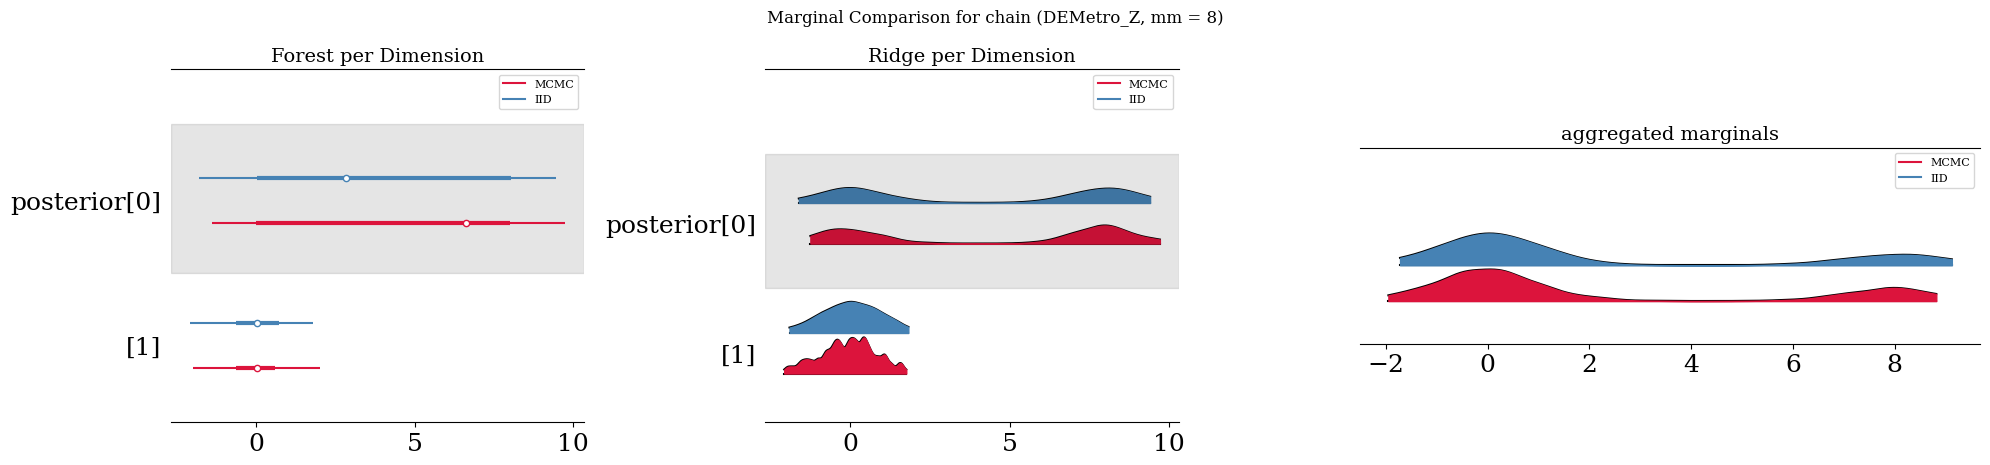 Marginal Comparison for chain (DEMetro_Z, mm = 8)
Forest per Dimension
MCMC
IID
posterior[0]
[1]
0 5 10
Ridge per Dimension
MCMC
IID
posterior[0]
[1]
0 5 10
aggregated marginals
MCMC
IID
−2 0 2 4 6 8